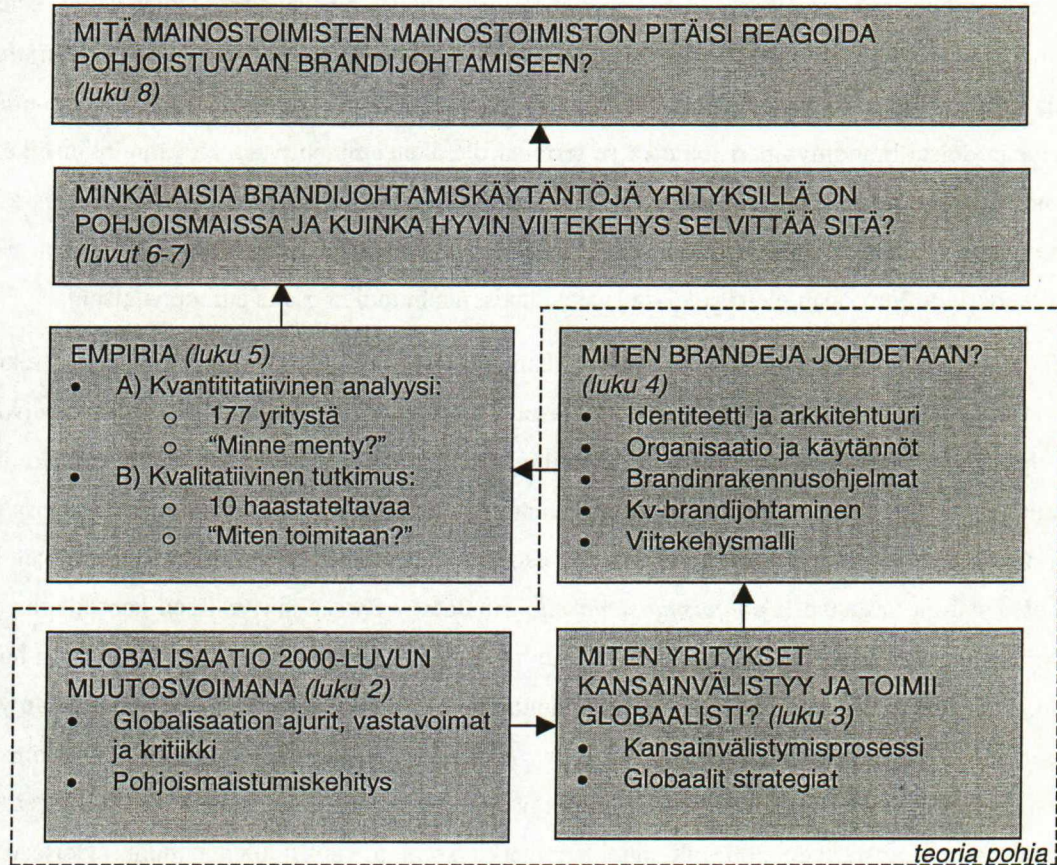 MITÄ MAINOSTOIMISTEN MAINOSTOIMISTON PITÄISI REAGOIDA
POHJOISTUVAAN BRANDIJOHTAMISEEN?
(luku 8)
MINKÄLAISIA BRANDIJOHTAMISKÄYTÄNTÖJÄ YRITYKSILLÄ ON
POHJOISMAISSA JA KUINKA HYVIN VIITEKEHYS SELVITTÄÄ SITÄ?
(luvut 6-7)
EMPIRIA (luku 5)
• A) Kvantititatiivinen analyysi:
o 177 yritystä
o “Minne menty?”
• B) Kvalitatiivinen tutkimus:
o 10 haastateltavaa
o “Miten toimitaan?”
MITEN BRANDEJA JOHDETAAN?
(luku 4)
• Identiteetti ja arkkitehtuuri
• Organisaatio ja käytännöt
• Brandinrakennusohjelmat
• Kv-brandijohtaminen
• Viitekehysmalli
GLOBALISAATIO 2000-LUVUN
MUUTOSVOIMANA (luku 2)
• Globalisaation ajurit, vastavoimat
ja kritiikki
• Pohjoismaistumiskehitys
MITEN YRITYKSET
KANSAINVÄLISTYY JA TOIMII
GLOBAALISTI? (luku 3)
• Kansainvälistymisprosessi
• Globaalit strategiat
teoria pohja